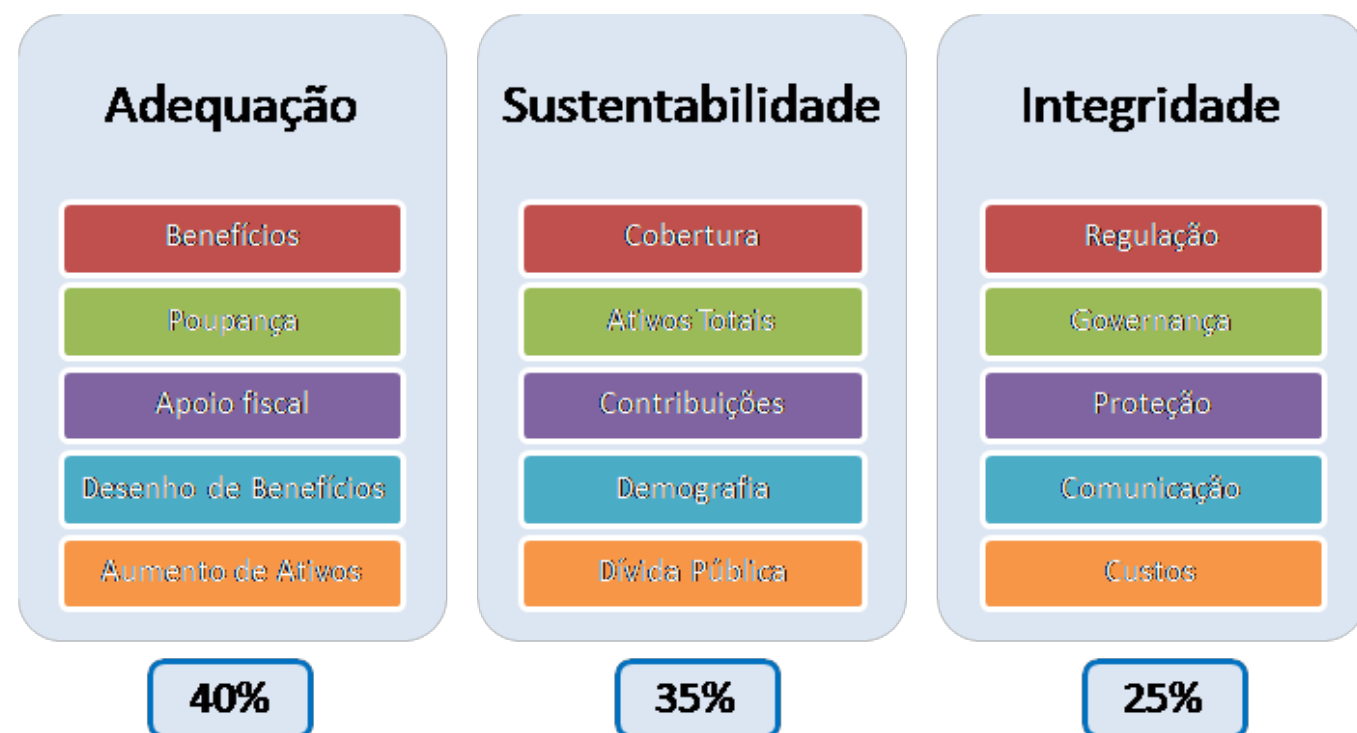 Adequação
Benefícios
Poupança
Apoio fiscal
Desenho de Benefícios
Aumento de Ativos
40%
Sustentabilidade
Cobertura
Ativos Totais
Contribuições
Demografia
Dívida Pública
35%
Integridade
Regulação
Governança
Proteção
Comunicação
Custos
25%